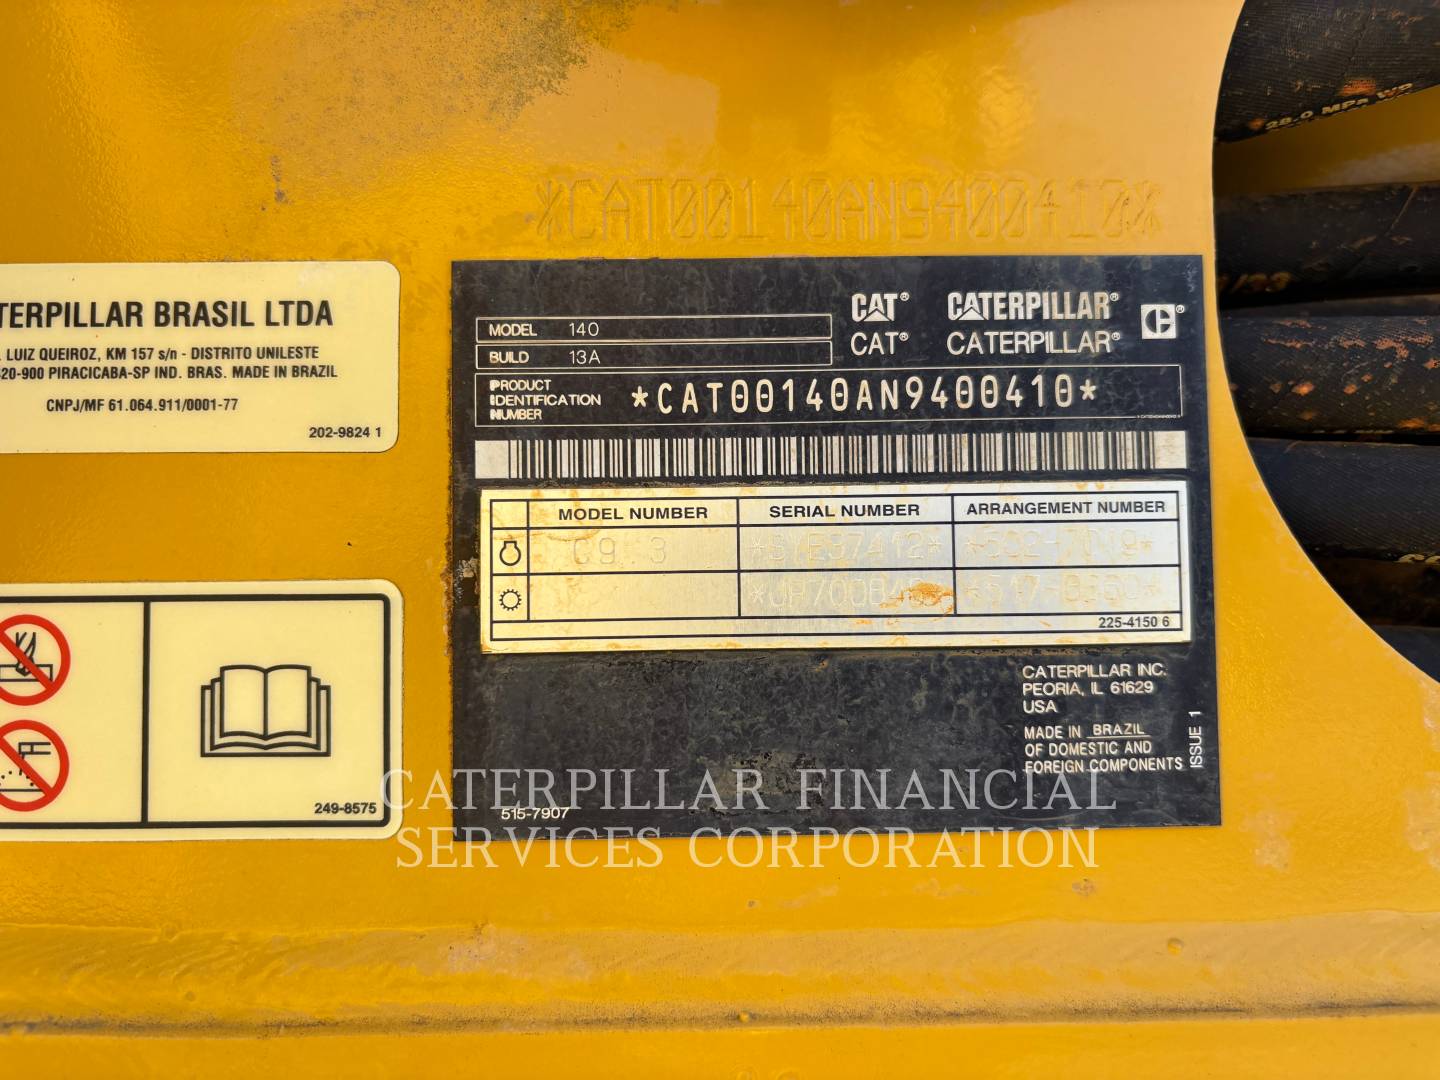 28.0 MPa WP
*CAT00140AN9400410*
TERPILLAR BRASIL LTDA
LUIZ QUEIROZ, KM 157 s/n - DISTRITO UNILESTE
20-900 PIRACICABA-SP IND. BRAS. MADE IN BRAZIL
CNPJ/MF 61.064.911/0001-77
202-9824 1
249-8575
MODEL 140
BUILD 13A
CAT® CATERPILLAR®
CAT® CATERPILLAR®
C ®
PRODUCT
IDENTIFICATION
NUMBER
*CAT00140AN9400410*
MODEL NUMBER SERIAL NUMBER ARRANGEMENT NUMBER
C9.3
225-4150 6
CATERPILLAR INC.
PEORIA, IL 61629
USA
MADE IN BRAZIL
OF DOMESTIC AND
FOREIGN COMPONENTS
ISSUE 1
515-7907
CATERPILLAR FINANCIAL
SERVICES CORPORATION